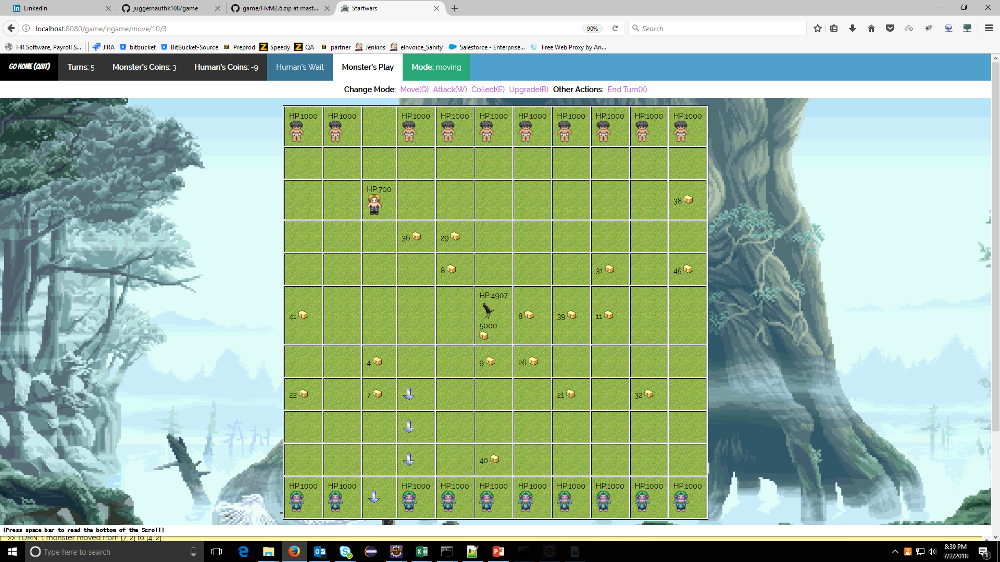 LinkedIn
juggernauthk108/game
game/HvM2.6.zip at mast...
Startwars
localhost:8080/game/ingame/move/10/3
90%
Search
HR Software, Payroll S...
JIRA
bitbucket
BitBucket-Source
Preprod
Speedy
QA
partner
Jenkins
eInvoice_Sanity
Salesforce - Enterprise...
Free Web Proxy by An...
GO HOME (QUIT)
Turns: 5
Monster's Coins: 3
Human's Coins: -9
Human's Wait
Monster's Play
Mode: moving
Change Mode: Move(Q) Attack(W) Collect(E) Upgrade(R) Other Actions: End Turn(X)
HP:1000 HP:1000 HP:1000 HP:1000 HP:1000 HP:1000 HP:1000 HP:1000 HP:1000 HP:1000
HP:700
38
36 29
8 31 45
HP:4907
41 8 39 11
5000
4 9 26
22 7 21 32
40
HP:1000 HP:1000 HP:1000 HP:1000 HP:1000 HP:1000 HP:1000 HP:1000 HP:1000 HP:1000
[Press space bar to read the bottom of the Scroll]
>> TURN: 1 monster moved from [7, 2] to [4, 2]
Type here to search
8:39 PM
7/2/2018
1